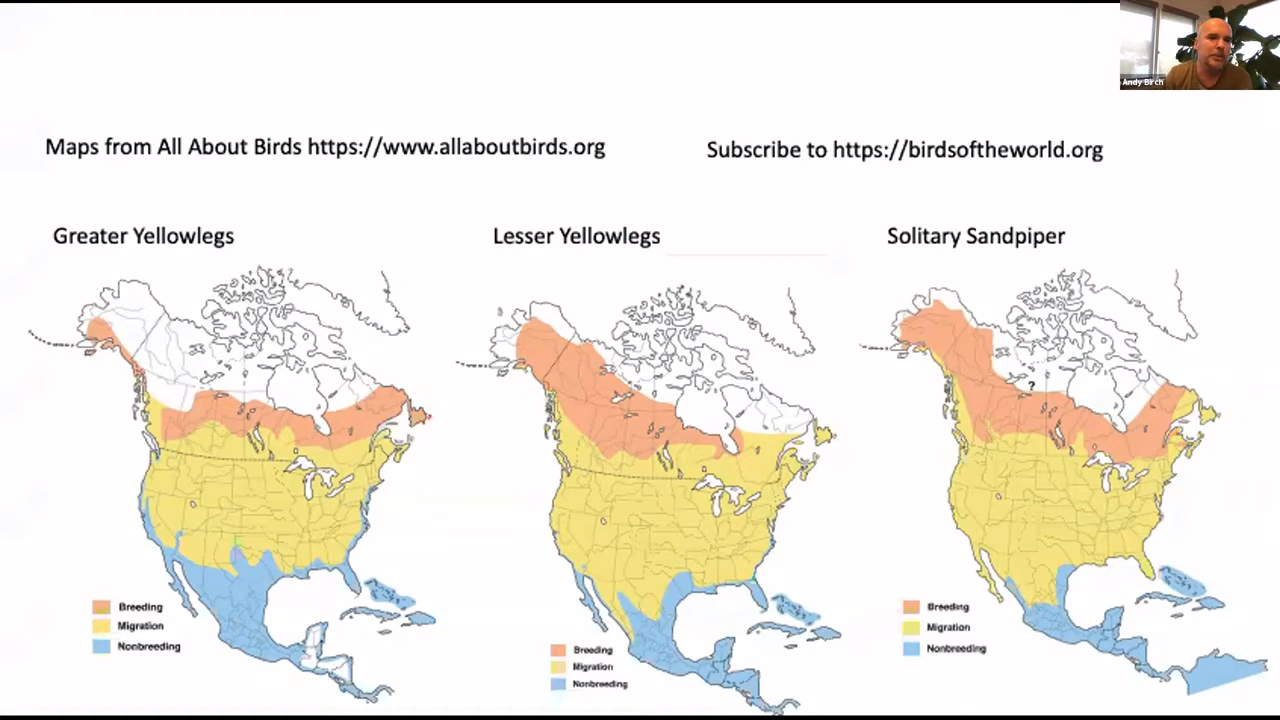 Andy Birch
Maps from All About Birds https://www.allaboutbirds.org
Subscribe to https://birdsoftheworld.org
Greater Yellowlegs
Lesser Yellowlegs
Solitary Sandpiper
?
Breeding
Migration
Nonbreeding
Breeding
Migration
Nonbreeding
Breeding
Migration
Nonbreeding